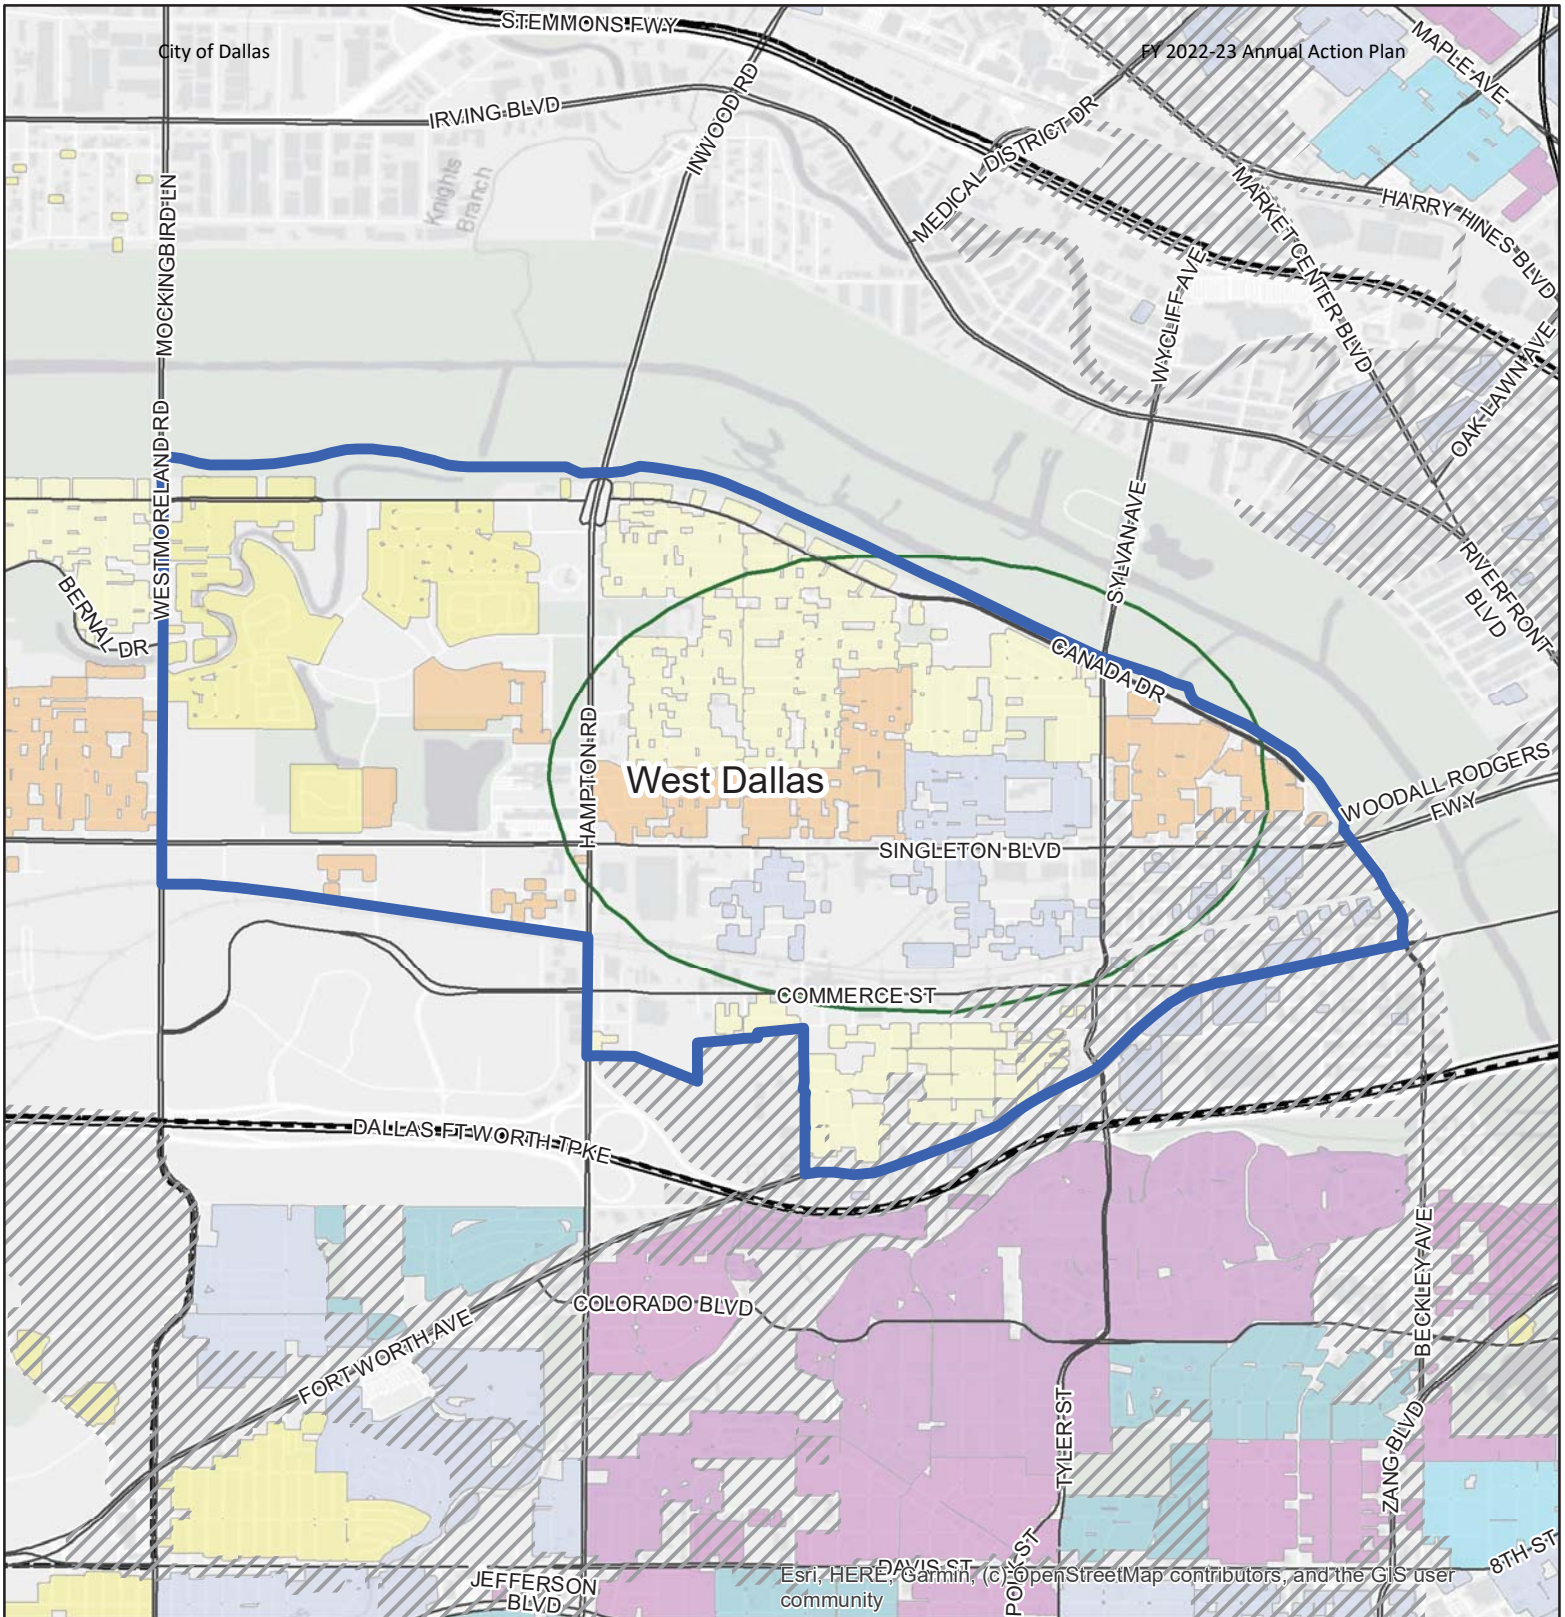 STEMMONS FWY
City of Dallas
FY 2022-23 Annual Action Plan
MAPLE AVE
IRVING BLVD
INWOOD RD
MEDICAL DISTRICT DR
Knights
Branch
MOCKINGBIRD LN
MARKET CENTER BLVD
HARRY HINES BLVD
WYCLIFF AVE
OAK LAWN AVE
WESTMORELAND RD
SYLVAN AVE
BERNAL DR
RIVERFRONT
BLVD
CANADA DR
HAMPTON RD
West Dallas
WOODALL RODGERS
FWY
SINGLETON BLVD
COMMERCE ST
DALLAS FT WORTH TPKE
BECKLEY AVE
COLORADO BLVD
FORT WORTH AVE
TYLER ST
ZANG BLVD
DAVIS ST
POLK ST
8TH ST
JEFFERSON
BLVD
Esri, HERE, Garmin, (c) OpenStreetMap contributors, and the GIS user
community